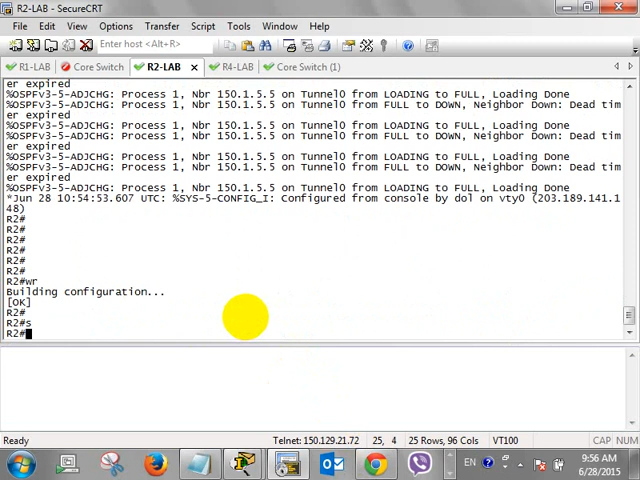 R2-LAB - SecureCRT
File Edit View Options Transfer Script Tools Window Help
Enter host <Alt+R>
R1-LAB Core Switch R2-LAB R4-LAB Core Switch (1)
er expired
%OSPFv3-5-ADJCHG: Process 1, Nbr 150.1.5.5 on Tunnel0 from LOADING to FULL, Loading Done
%OSPFv3-5-ADJCHG: Process 1, Nbr 150.1.5.5 on Tunnel0 from FULL to DOWN, Neighbor Down: Dead tim
er expired
%OSPFv3-5-ADJCHG: Process 1, Nbr 150.1.5.5 on Tunnel0 from LOADING to FULL, Loading Done
%OSPFv3-5-ADJCHG: Process 1, Nbr 150.1.5.5 on Tunnel0 from FULL to DOWN, Neighbor Down: Dead tim
er expired
%OSPFv3-5-ADJCHG: Process 1, Nbr 150.1.5.5 on Tunnel0 from LOADING to FULL, Loading Done
%OSPFv3-5-ADJCHG: Process 1, Nbr 150.1.5.5 on Tunnel0 from FULL to DOWN, Neighbor Down: Dead tim
er expired
%OSPFv3-5-ADJCHG: Process 1, Nbr 150.1.5.5 on Tunnel0 from LOADING to FULL, Loading Done
*Jun 28 10:54:53.607 UTC: %SYS-5-CONFIG_I: Configured from console by dol on vty0 (203.189.141.1
48)
R2#
R2#
R2#
R2#
R2#
R2#wr
Building configuration...
[OK]
R2#
R2#s
R2#
Ready Telnet: 150.129.21.72 25, 4 25 Rows, 96 Cols VT100 CAP NUM
EN 9:56 AM
6/28/2015